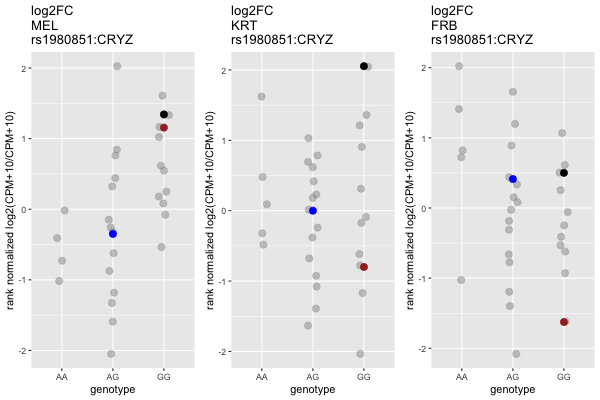 log2FC
MEL
rs1980851:CRYZ
rank normalized log2(CPM+10/CPM+10)
2
1
0
-1
-2
AA AG GG
genotype
log2FC
KRT
rs1980851:CRYZ
rank normalized log2(CPM+10/CPM+10)
2
1
0
-1
-2
AA AG GG
genotype
log2FC
FRB
rs1980851:CRYZ
rank normalized log2(CPM+10/CPM+10)
2
1
0
-1
-2
AA AG GG
genotype